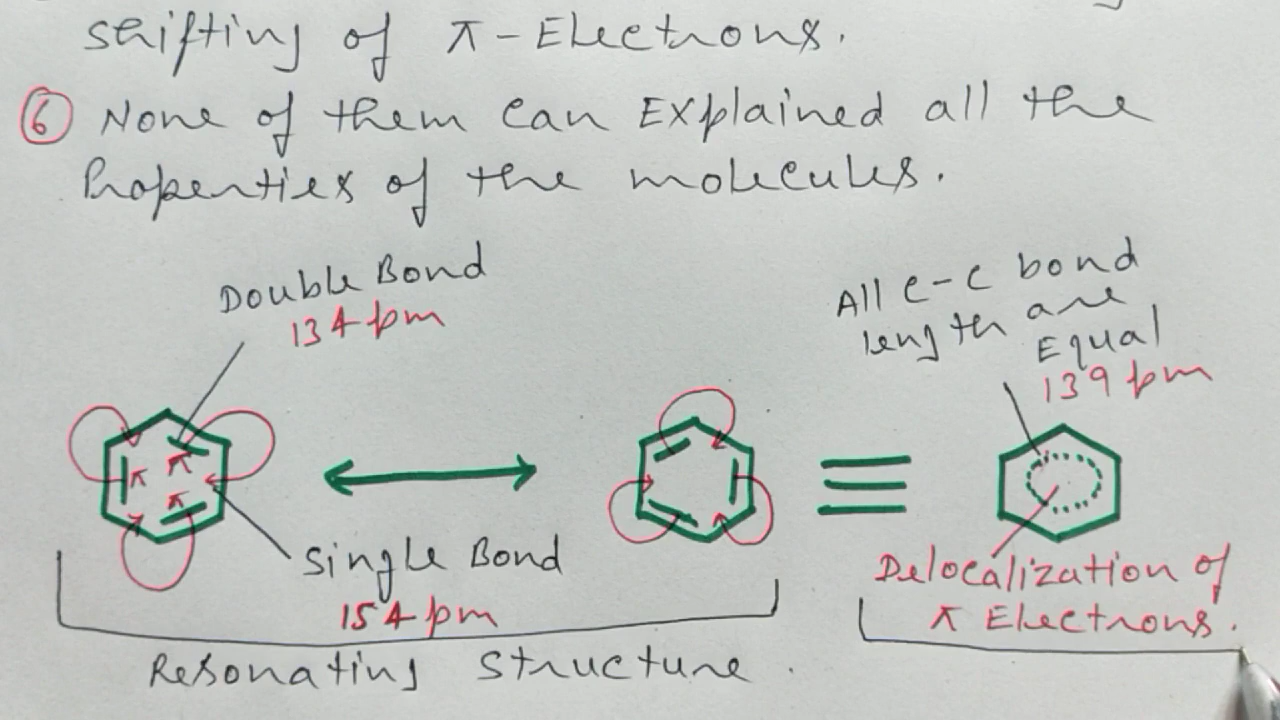 shifting of π-Electrons.
⑥ None of them can Explained all the
Properties of the molecules.
Double Bond
134 pm
All C-C bond
length are
Equal
139 pm
π
π
π
Single Bond
154 pm
Delocalization of
π Electrons.
Resonating Structure.